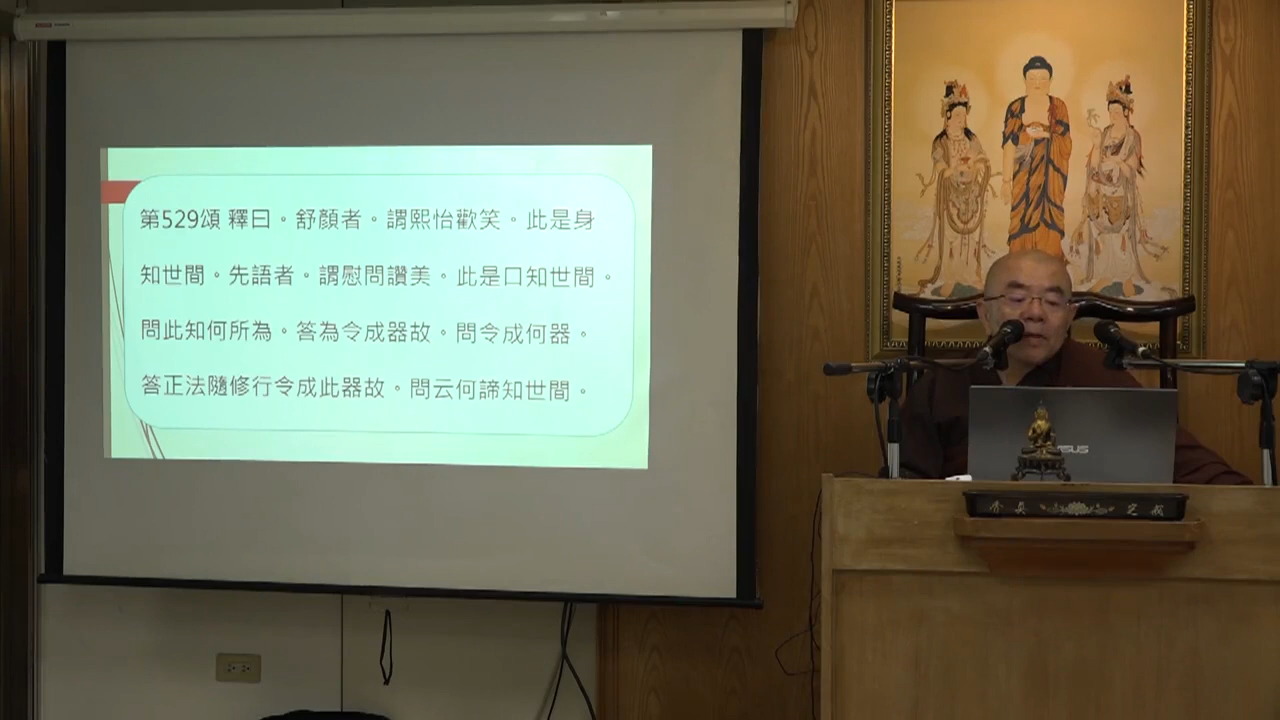 第529頌 釋曰。舒顏者。謂熙怡歡笑。此是身
知世間。先語者。謂慰問讚美。此是口知世間。
問此知何所為。答為令成器故。問令成何器。
答正法隨修行令成此器故。問云何諦知世間。
ASUS